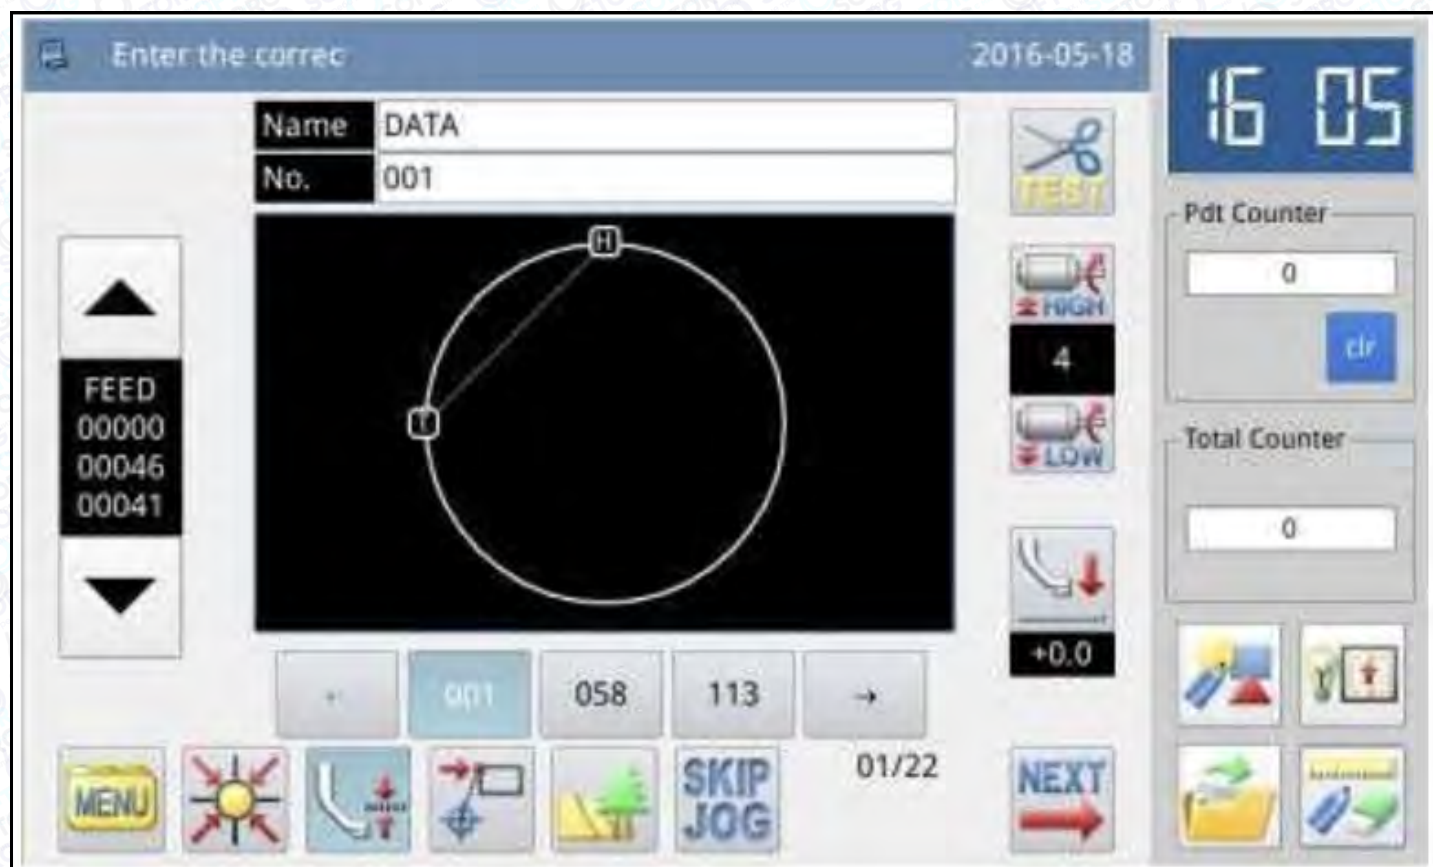 Enter the correc
2016-05-18
16 05
Name DATA
No. 001
TEST
Pdt Counter
0
clr
HIGH
4
LOW
FEED
00000
00046
00041
H
Total Counter
0
+0.0
← 001 058 113 →
01/22
MENU
SKIP
JOG
NEXT